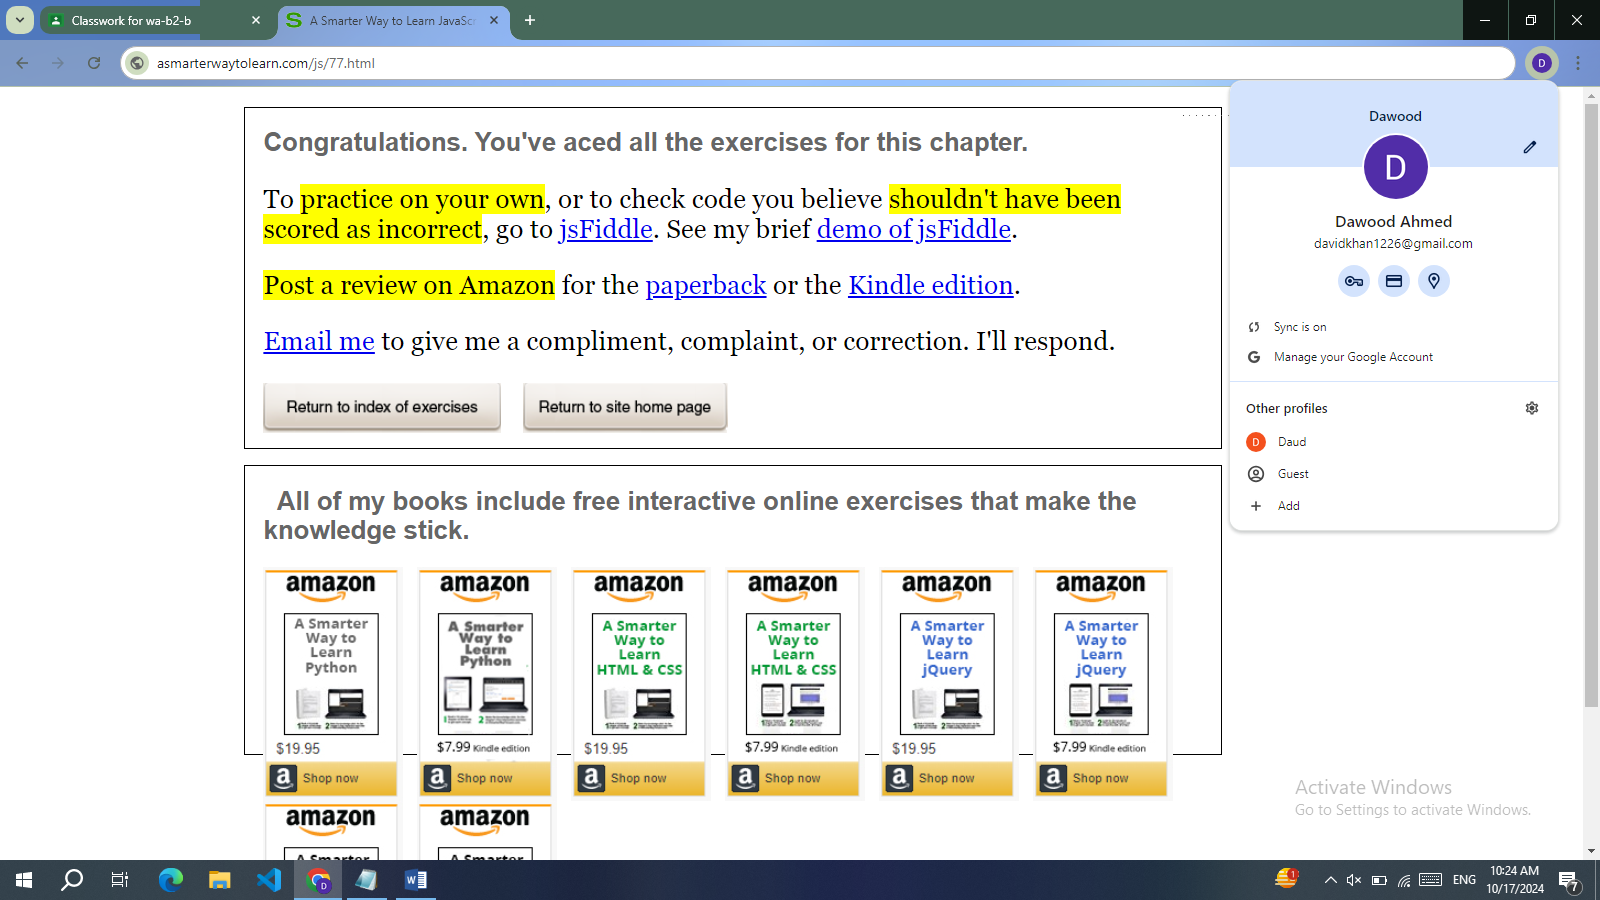 Classwork for wa-b2-b
A Smarter Way to Learn JavaScr
asmarterwaytolearn.com/js/77.html
D
Congratulations. You've aced all the exercises for this chapter.
To practice on your own, or to check code you believe shouldn't have been
scored as incorrect, go to jsFiddle. See my brief demo of jsFiddle.
Post a review on Amazon for the paperback or the Kindle edition.
Email me to give me a compliment, complaint, or correction. I'll respond.
Return to index of exercises
Return to site home page
Dawood
D
Dawood Ahmed
davidkhan1226@gmail.com
Sync is on
Manage your Google Account
Other profiles
D Daud
Guest
Add
All of my books include free interactive online exercises that make the
knowledge stick.
amazon amazon amazon amazon amazon amazon
A Smarter
Way to
Learn
Python
A Smarter
Way to
Learn
Python
A Smarter
Way to
Learn
HTML & CSS
A Smarter
Way to
Learn
HTML & CSS
A Smarter
Way to
Learn
jQuery
A Smarter
Way to
Learn
jQuery
$19.95 $7.99 Kindle edition $19.95 $7.99 Kindle edition $19.95 $7.99 Kindle edition
a Shop now a Shop now a Shop now a Shop now a Shop now a Shop now
amazon amazon
A Smarter A Smarter
Activate Windows
Go to Settings to activate Windows.
1
ENG
10:24 AM
10/17/2024
7